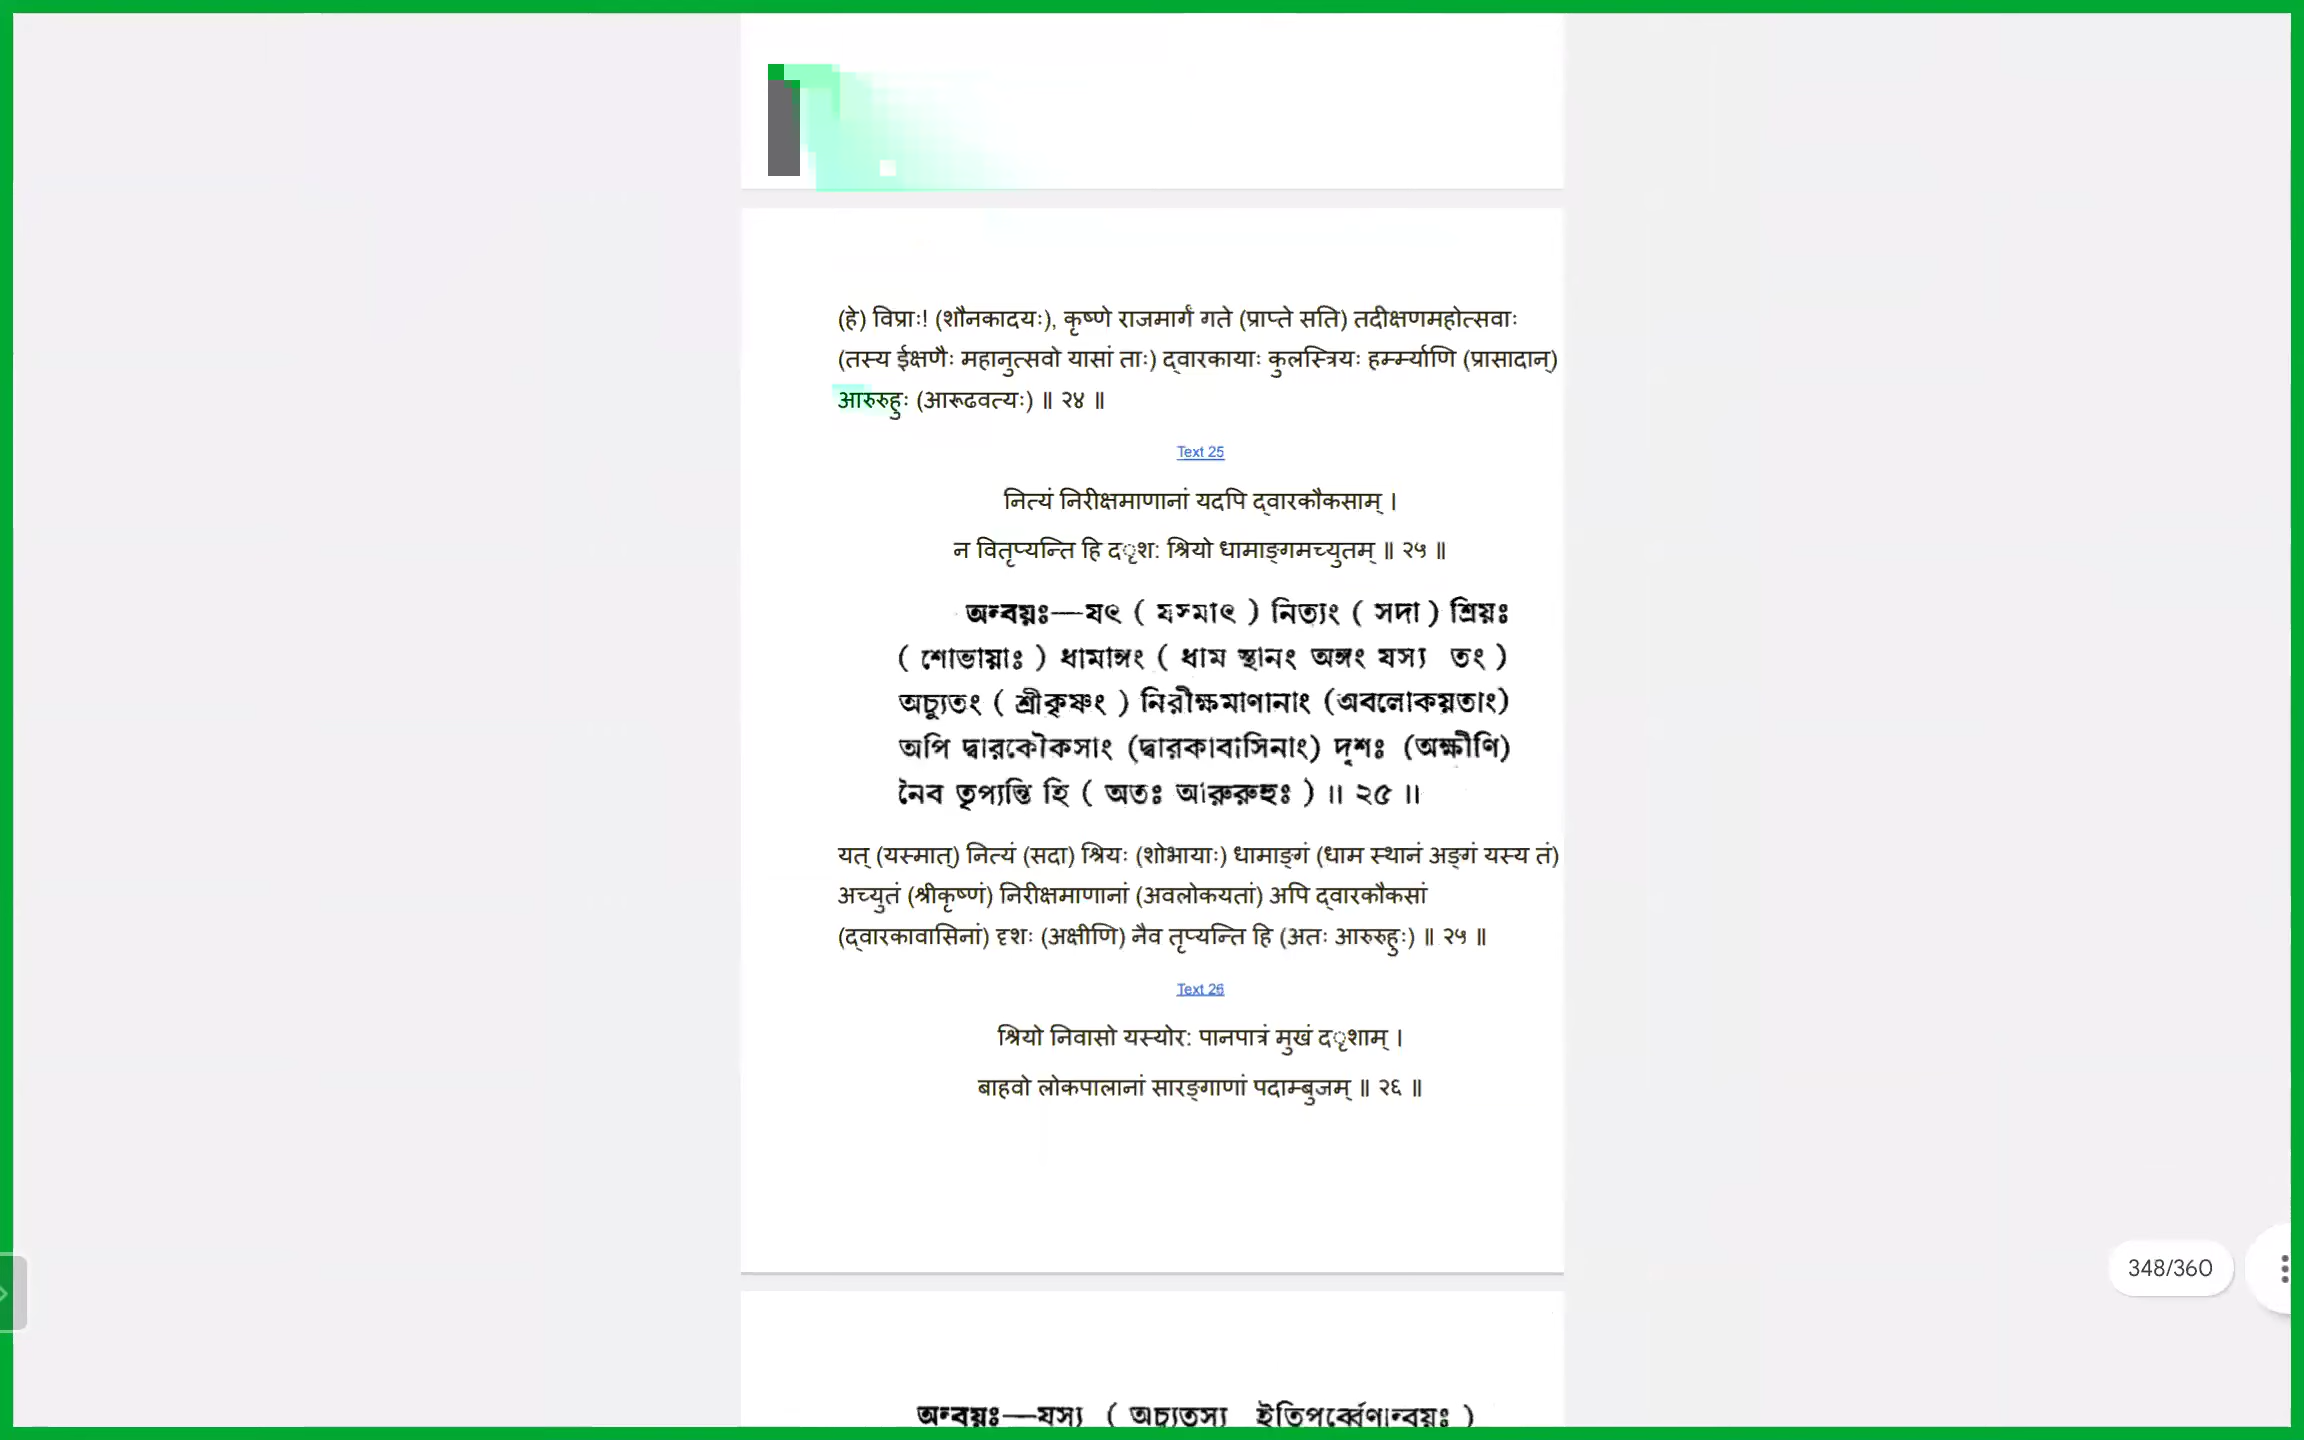 (हे) विप्राः! (शौनकादयः), कृष्णे राजमार्गं गते (प्राप्ते सति) तदीक्षणमहोत्सवाः
(तस्य ईक्षणैः महानुत्सवो यासां ताः) द्वारकायाः कुलस्त्रियः हर्म्म्याणि (प्रासादान्)
आरुरुहुः (आरूढवत्यः) ॥ २४ ॥
Text 25
नित्यं निरीक्षमाणानां यदपि द्वारकौकसाम् ।
न वितृप्यन्ति हि दृश: श्रियो धामाङ्गमच्युतम् ॥ २५ ॥
অন্বয়ঃ—যৎ ( যস্মাৎ ) নিত্যং ( সদা ) শ্রিয়ঃ
( শোভায়াঃ ) ধামাঙ্গং ( ধাম স্থানং অঙ্গং যস্য তং )
অচ্যুতং ( শ্রীকৃষ্ণং ) নিরীক্ষমাণানাং (অবলোকয়তাং)
অপি দ্বারকৌকসাং (দ্বারকাবাসিনাং) দৃশঃ (অক্ষীণি)
নৈব তৃপ্যন্তি হি ( অতঃ আরুরুহুঃ ) ॥ ২৫ ॥
यत् (यस्मात्) नित्यं (सदा) श्रियः (शोभायाः) धामाङ्गं (धाम स्थानं अङ्गं यस्य तं)
अच्युतं (श्रीकृष्णं) निरीक्षमाणानां (अवलोकयतां) अपि द्वारकौकसां
(द्वारकावासिनां) दृशः (अक्षीणि) नैव तृप्यन्ति हि (अतः आरुरुहुः) ॥ २५ ॥
Text 26
श्रियो निवासो यस्योर: पानपात्रं मुखं दृशाम् ।
बाहवो लोकपालानां सारङ्गाणां पदाम्बुजम् ॥ २६ ॥
348/360
অন্বয়ঃ—যস্য ( অচ্যুতস্য ইতিপূর্ব্বেণান্বয়ঃ )